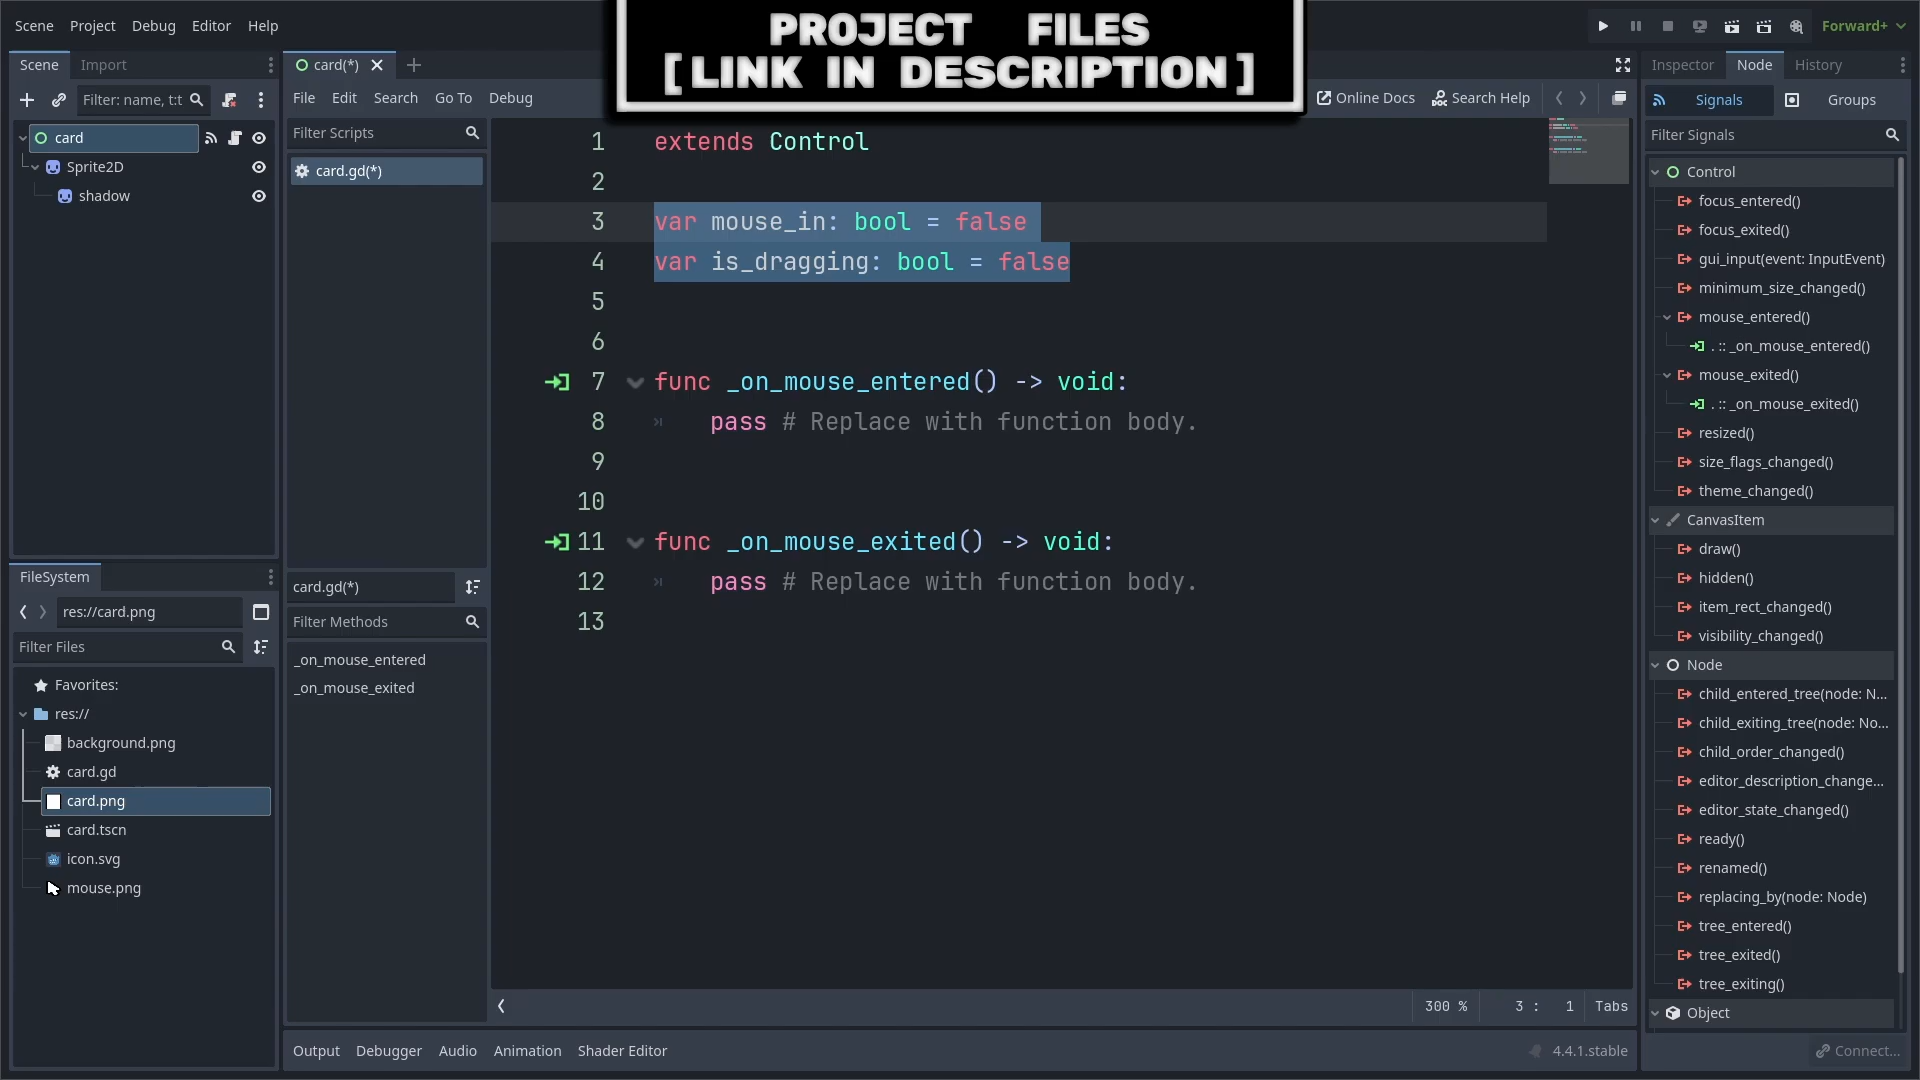 PROJECT FILES
[LINK IN DESCRIPTION]
Scene Project Debug Editor Help
Forward+
Scene Import
Filter: name, t:t
card
Sprite2D
shadow
FileSystem
res://card.png
Filter Files
Favorites:
res://
background.png
card.gd
card.png
card.tscn
icon.svg
mouse.png
card(*)
File Edit Search Go To Debug
Online Docs Search Help
Filter Scripts
card.gd(*)
card.gd(*)
Filter Methods
_on_mouse_entered
_on_mouse_exited
1 extends Control
2
3 var mouse_in: bool = false
4 var is_dragging: bool = false
5
6
7 func _on_mouse_entered() -> void:
8 pass # Replace with function body.
9
10
11 func _on_mouse_exited() -> void:
12 pass # Replace with function body.
13
300 % 3 : 1 Tabs
Output Debugger Audio Animation Shader Editor
4.4.1.stable
Inspector Node History
Signals Groups
Filter Signals
Control
focus_entered()
focus_exited()
gui_input(event: InputEvent)
minimum_size_changed()
mouse_entered()
. :: _on_mouse_entered()
mouse_exited()
. :: _on_mouse_exited()
resized()
size_flags_changed()
theme_changed()
CanvasItem
draw()
hidden()
item_rect_changed()
visibility_changed()
Node
child_entered_tree(node: N...
child_exiting_tree(node: No...
child_order_changed()
editor_description_change...
editor_state_changed()
ready()
renamed()
replacing_by(node: Node)
tree_entered()
tree_exited()
tree_exiting()
Object
Connect...